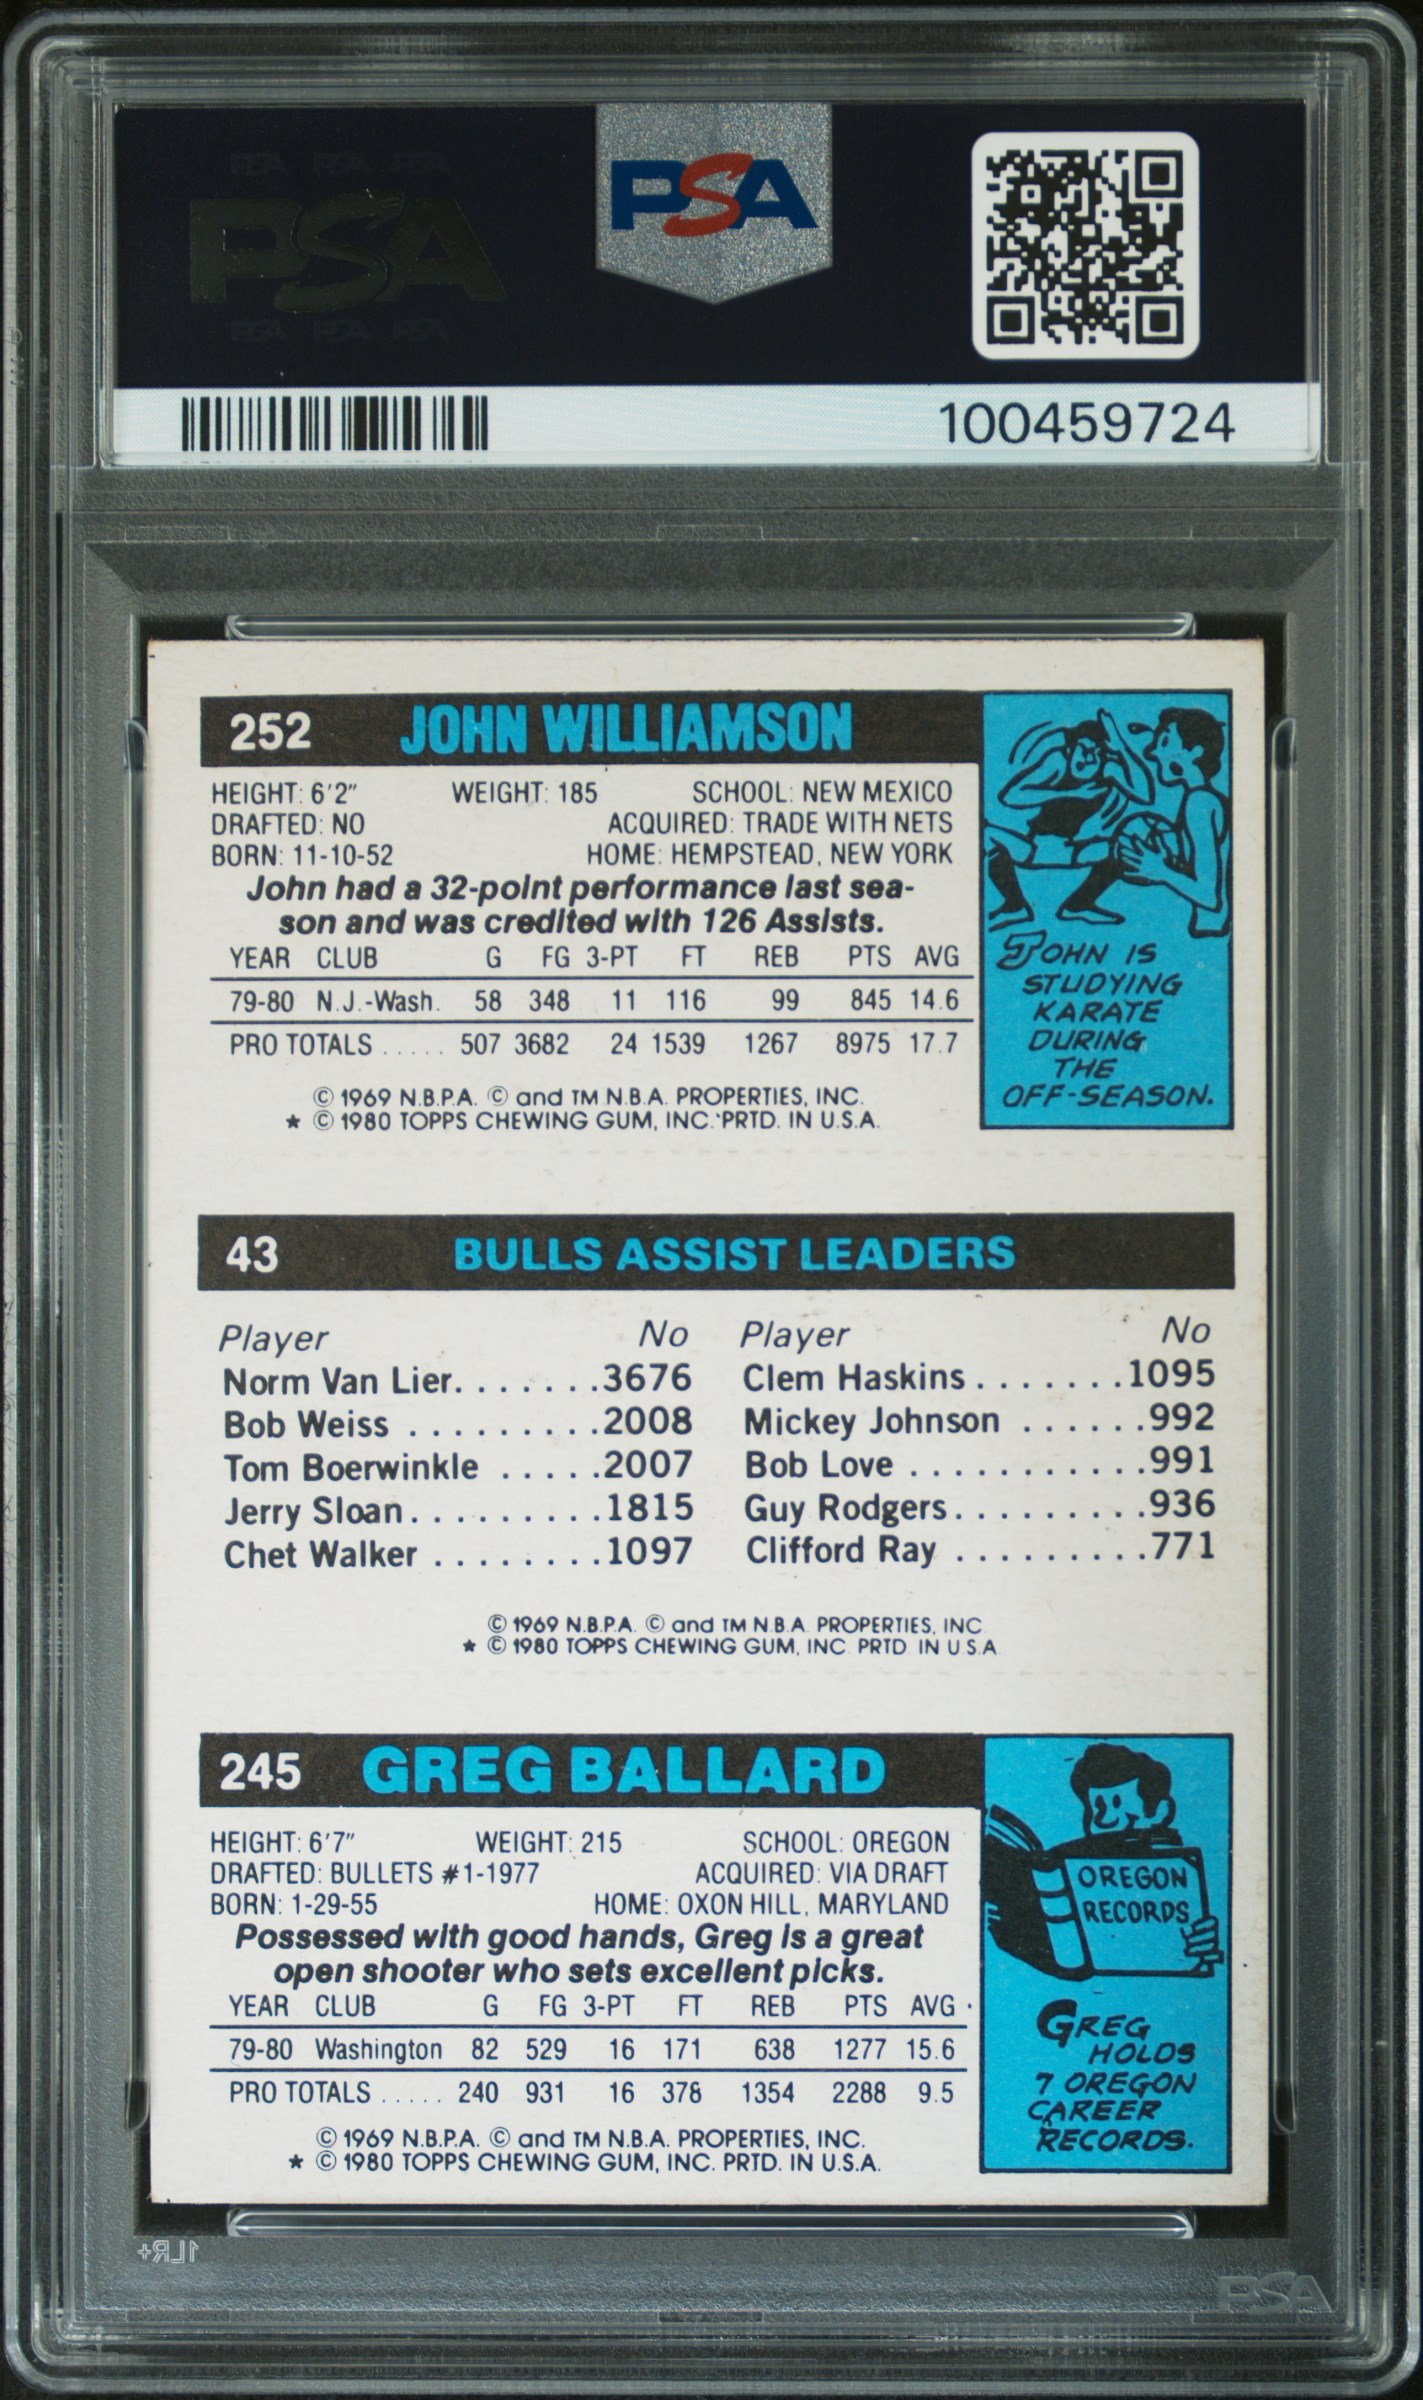 PSA PSA PSA
PSA
PSA PSA PSA
PSA
100459724
252 JOHN WILLIAMSON
HEIGHT: 6'2" WEIGHT: 185 SCHOOL: NEW MEXICO
DRAFTED: NO ACQUIRED: TRADE WITH NETS
BORN: 11-10-52 HOME: HEMPSTEAD, NEW YORK
John had a 32-point performance last sea-
son and was credited with 126 Assists.
YEAR CLUB G FG 3-PT FT REB PTS AVG
79-80 N.J.-Wash. 58 348 11 116 99 845 14.6
PRO TOTALS ..... 507 3682 24 1539 1267 8975 17.7
© 1969 N.B.P.A. © and TM N.B.A. PROPERTIES, INC.
* © 1980 TOPPS CHEWING GUM, INC. PRTD. IN U.S.A.
JOHN IS
STUDYING
KARATE
DURING
THE
OFF-SEASON.
43 BULLS ASSIST LEADERS
Player No Player No
Norm Van Lier.......3676 Clem Haskins.......1095
Bob Weiss .........2008 Mickey Johnson ......992
Tom Boerwinkle .....2007 Bob Love ...........991
Jerry Sloan.........1815 Guy Rodgers.........936
Chet Walker ........1097 Clifford Ray .........771
© 1969 N.B.P.A. © and TM N.B.A. PROPERTIES, INC
* © 1980 TOPPS CHEWING GUM, INC. PRTD. IN U.S.A
245 GREG BALLARD
HEIGHT: 6'7" WEIGHT: 215 SCHOOL: OREGON
DRAFTED: BULLETS #1-1977 ACQUIRED: VIA DRAFT
BORN: 1-29-55 HOME: OXON HILL, MARYLAND
Possessed with good hands, Greg is a great
open shooter who sets excellent picks.
YEAR CLUB G FG 3-PT FT REB PTS AVG
79-80 Washington 82 529 16 171 638 1277 15.6
PRO TOTALS ..... 240 931 16 378 1354 2288 9.5
© 1969 N.B.P.A. © and TM N.B.A. PROPERTIES, INC.
* © 1980 TOPPS CHEWING GUM, INC. PRTD. IN U.S.A.
OREGON
RECORDS
GREG
HOLDS
7 OREGON
CAREER
RECORDS.
1LR+
PSA